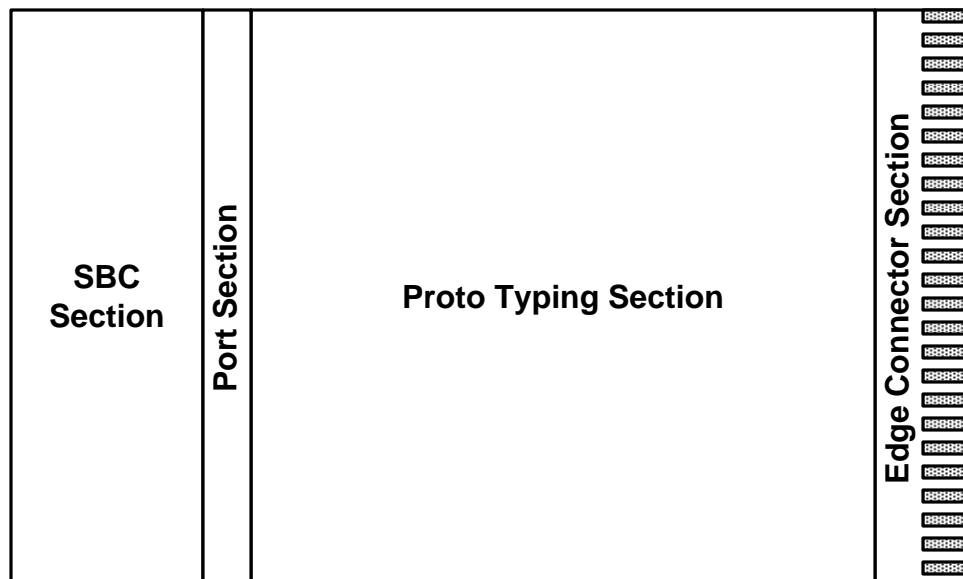 SBC
Section
Port Section
Proto Typing Section
Edge Connector Section